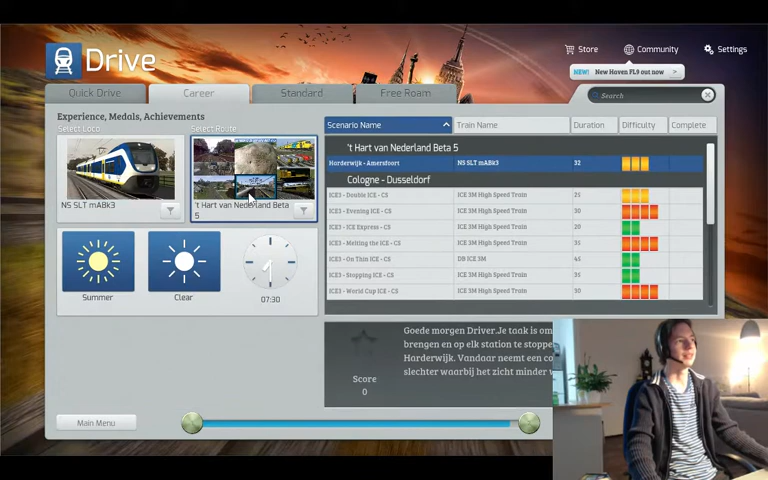 Drive
Store
Community
Settings
NEW! New Haven FL9 out now >
Quick Drive
Career
Standard
Free Roam
Search
Experience, Medals, Achievements
Select Loco
Select Route
NS SLT mABk3
't Hart van Nederland Beta
5
Summer
Clear
07:30
Scenario Name
Train Name
Duration
Difficulty
Complete
't Hart van Nederland Beta 5
Horderwijk - Amersfoort NS SLT mABk3 32
Cologne - Dusseldorf
ICE3 - Double ICE - CS ICE 3M High Speed Train 25
ICE3 - Evening ICE - CS ICE 3M High Speed Train 30
ICE3 - ICE Express - CS ICE 3M High Speed Train 20
ICE3 - Melting the ICE - CS ICE 3M High Speed Train 35
ICE3 - On Thin ICE - CS DB ICE 3M 45
ICE3 - Stopping ICE - CS ICE 3M High Speed Train 35
ICE3 - World Cup ICE - CS ICE 3M High Speed Train 30
Score
0
Goede morgen Driver.Je taak is om
brengen en op elk station te stoppe
Harderwijk. Vandaar neemt een co
slechter waarbij het zicht minder
Main Menu